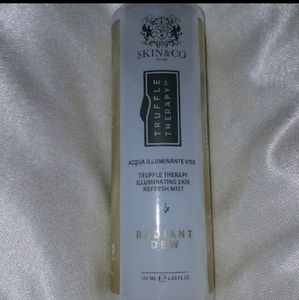 SKIN&CO
ROMA
TRUFFLE
THERAPY
ACQUA ILLUMINANTE VISO
TRUFFLE THERAPY
ILLUMINATING SKIN
REFRESH MIST
RADIANT
DEW